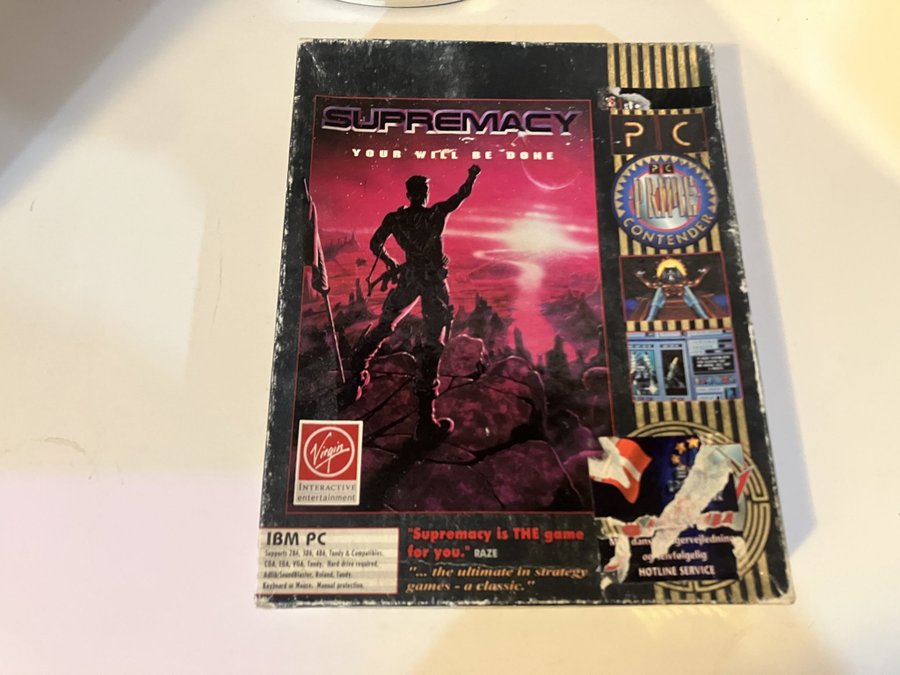 SUPREMACY
YOUR WILL BE DONE
PC
PC
PRIME
CONTENDER
Virgin
INTERACTIVE
entertainment
IBM PC
Supports 286, 386, 486, Tandy & Compatibles.
CGA, EGA, VGA, Tandy. Hard drive required.
Adlib/SoundBlaster, Roland, Tandy.
Keyboard or Mouse. Manual protection.
"Supremacy is THE game
for you." RAZE
"... the ultimate in strategy
games - a classic."
HOTLINE SERVICE